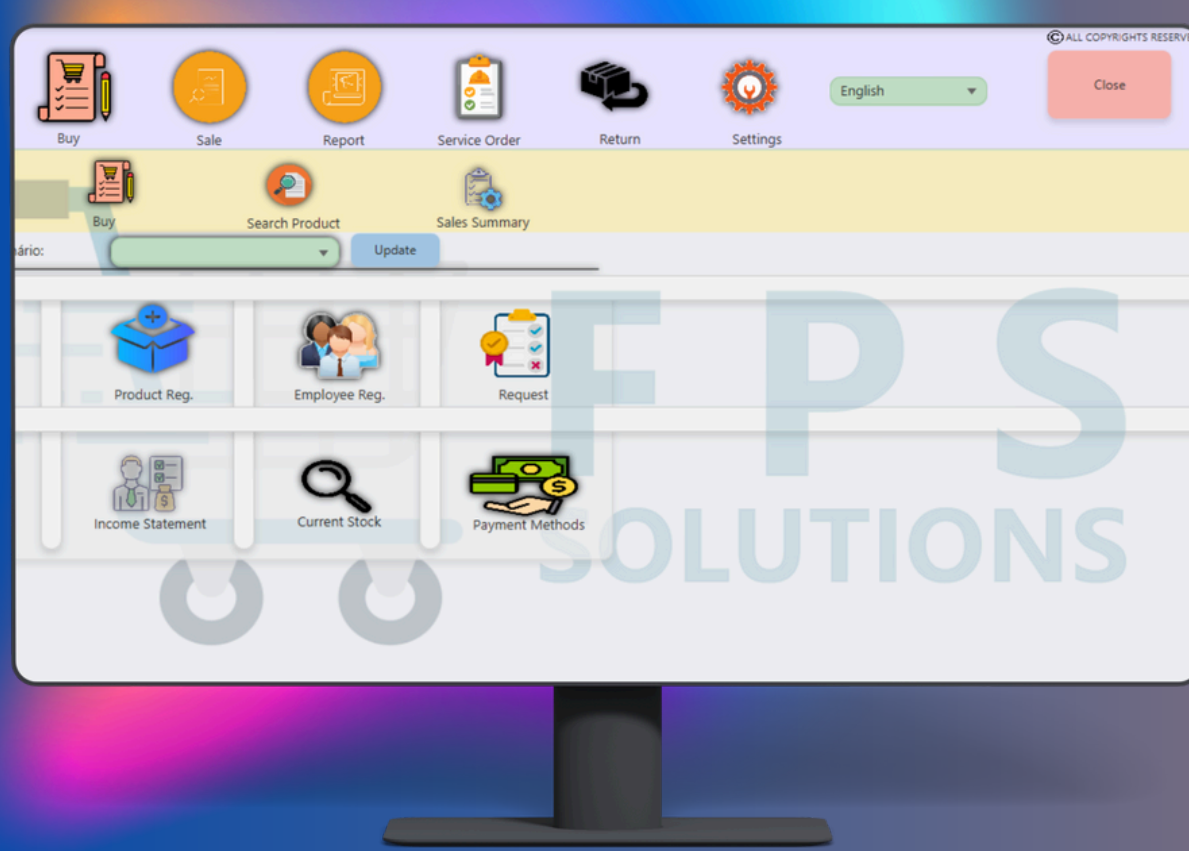 © ALL COPYRIGHTS RESERV
English
Close
Buy
Sale
Report
Service Order
Return
Settings
Buy
Search Product
Sales Summary
ário:
Update
Product Reg.
Employee Reg.
Request
Income Statement
Current Stock
Payment Methods
F P S
SOLUTIONS